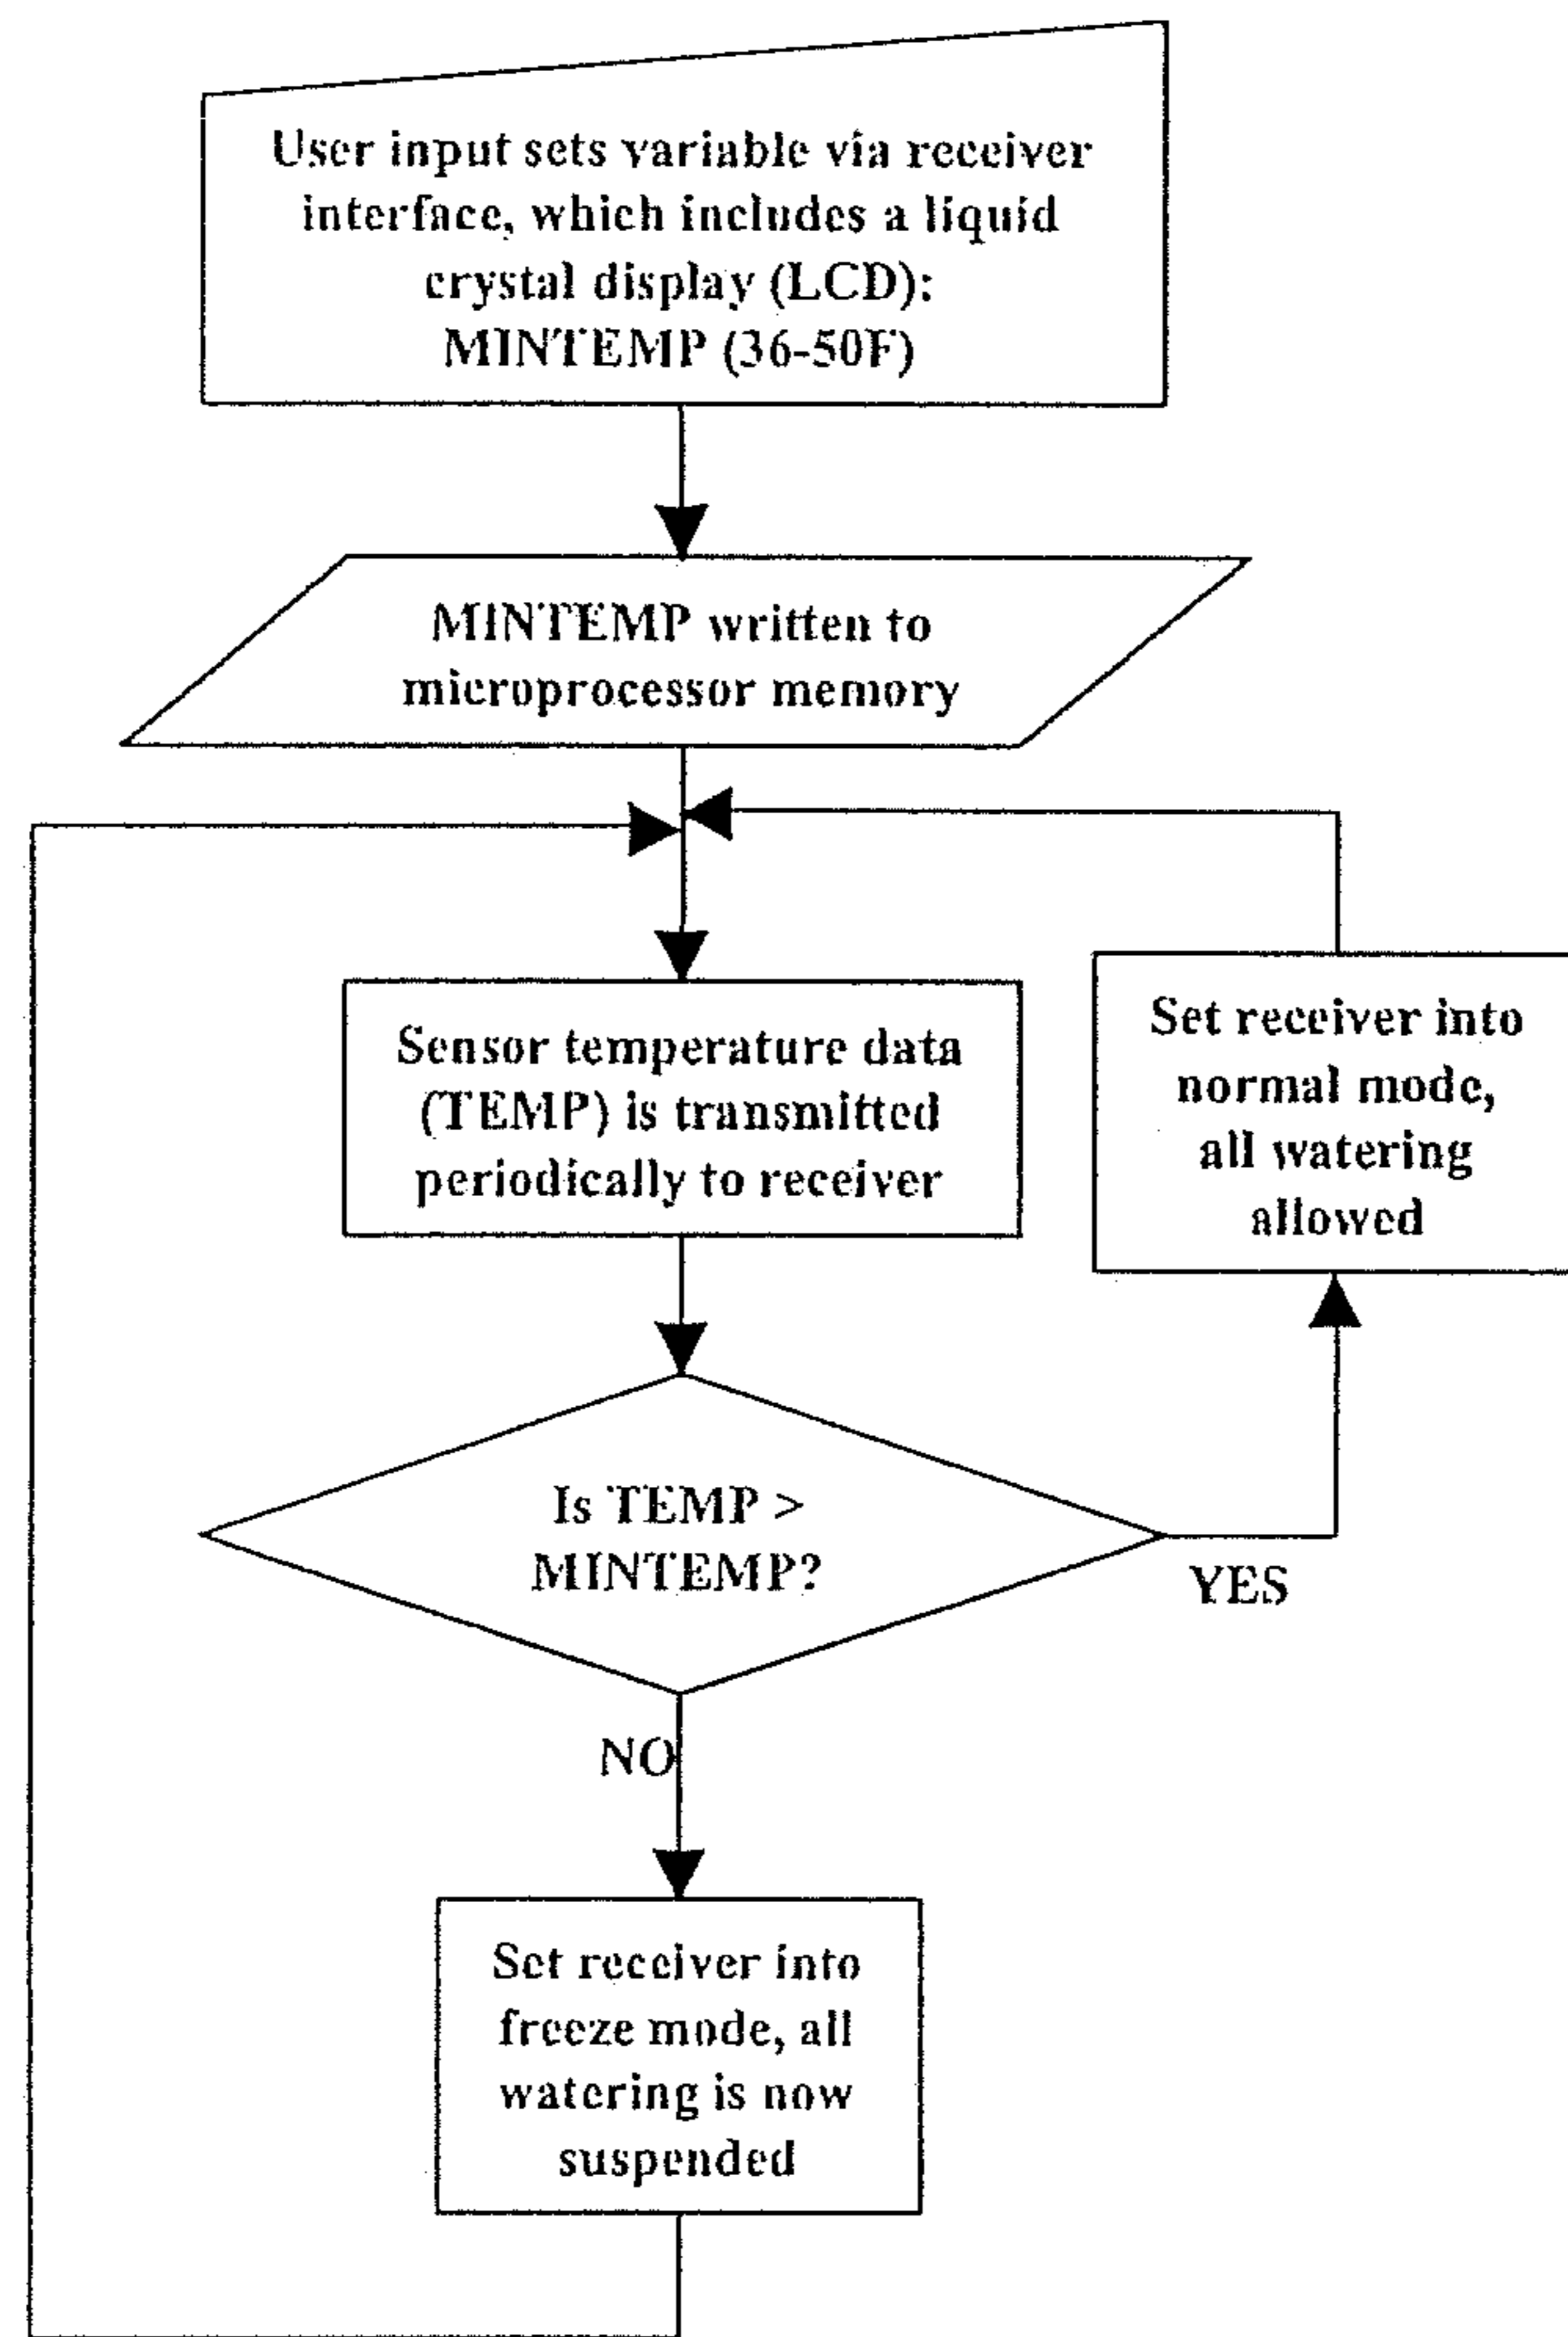 User input sets variable via receiver
interface, which includes a liquid
crystal display (LCD):
MINTEMP (36-50F)
MINTEMP written to
microprocessor memory
Sensor temperature data
(TEMP) is transmitted
periodically to receiver
Set receiver into
normal mode,
all watering
allowed
Is TEMP >
MINTEMP?
YES
NO
Set receiver into
freeze mode, all
watering is now
suspended